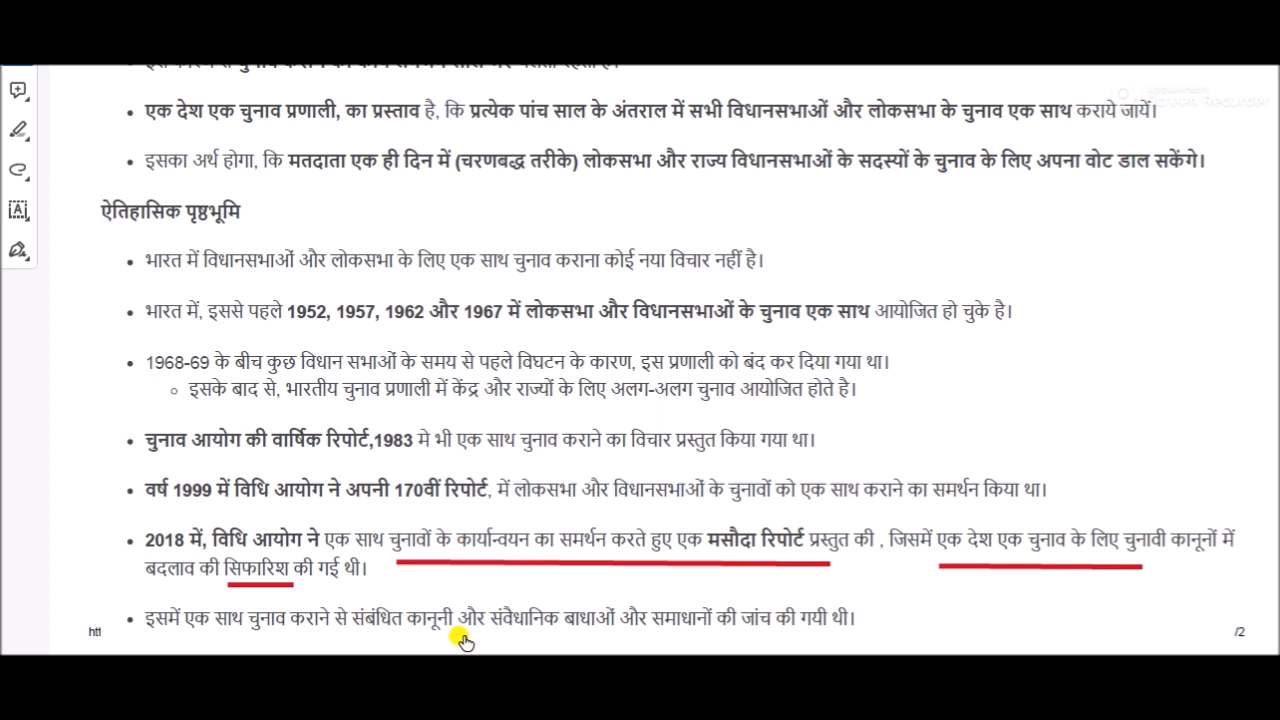 एक देश एक चुनाव प्रणाली, का प्रस्ताव है, कि प्रत्येक पांच साल के अंतराल में सभी विधानसभाओं और लोकसभा के चुनाव एक साथ कराये जायें।
इसका अर्थ होगा, कि मतदाता एक ही दिन में (चरणबद्ध तरीके) लोकसभा और राज्य विधानसभाओं के सदस्यों के चुनाव के लिए अपना वोट डाल सकेंगे।
ऐतिहासिक पृष्ठभूमि
भारत में विधानसभाओं और लोकसभा के लिए एक साथ चुनाव कराना कोई नया विचार नहीं है।
भारत में, इससे पहले 1952, 1957, 1962 और 1967 में लोकसभा और विधानसभाओं के चुनाव एक साथ आयोजित हो चुके है।
1968-69 के बीच कुछ विधान सभाओं के समय से पहले विघटन के कारण, इस प्रणाली को बंद कर दिया गया था।
इसके बाद से, भारतीय चुनाव प्रणाली में केंद्र और राज्यों के लिए अलग-अलग चुनाव आयोजित होते है।
चुनाव आयोग की वार्षिक रिपोर्ट,1983 मे भी एक साथ चुनाव कराने का विचार प्रस्तुत किया गया था।
वर्ष 1999 में विधि आयोग ने अपनी 170वीं रिपोर्ट, में लोकसभा और विधानसभाओं के चुनावों को एक साथ कराने का समर्थन किया था।
2018 में, विधि आयोग ने एक साथ चुनावों के कार्यान्वयन का समर्थन करते हुए एक मसौदा रिपोर्ट प्रस्तुत की , जिसमें एक देश एक चुनाव के लिए चुनावी कानूनों में
बदलाव की सिफारिश की गई थी।
इसमें एक साथ चुनाव कराने से संबंधित कानूनी और संवैधानिक बाधाओं और समाधानों की जांच की गयी थी।
htt /2